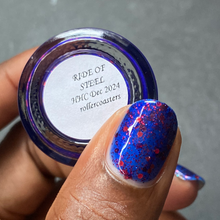 RIDE OF
STEEL
HHC Dec 2024
rollercoasters